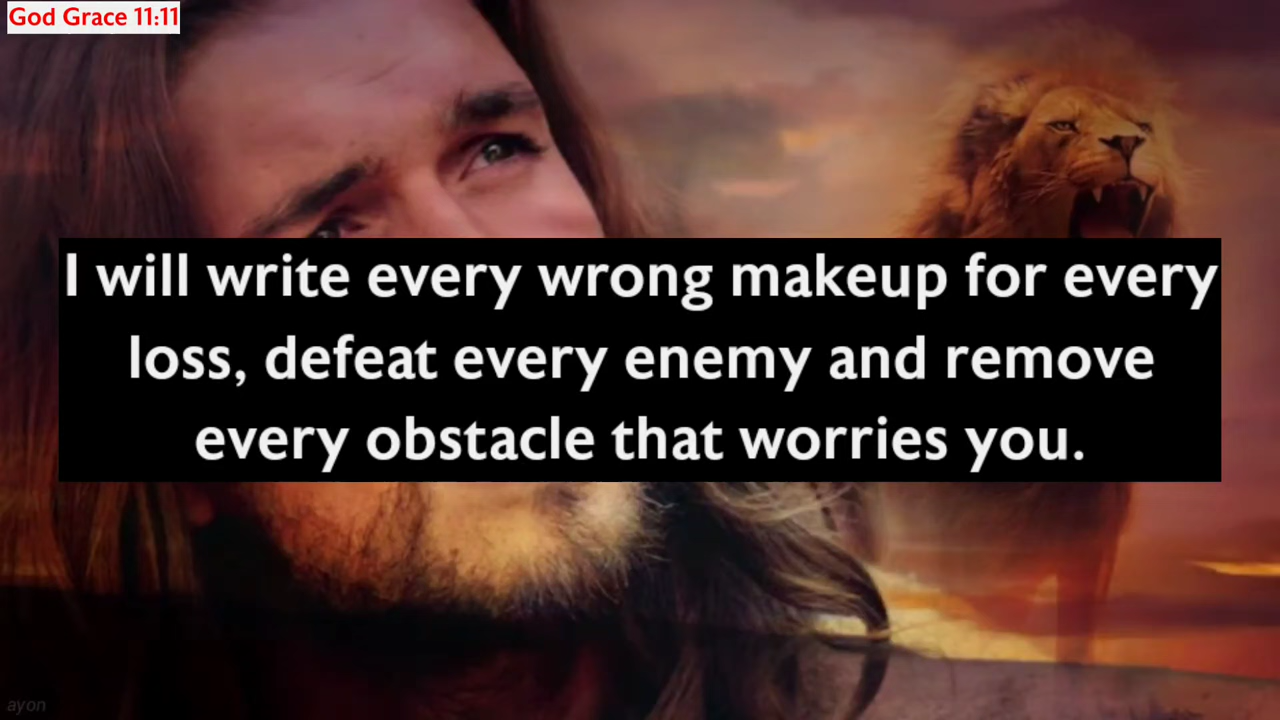 God Grace 11:11
I will write every wrong makeup for every
loss, defeat every enemy and remove
every obstacle that worries you.
ayon